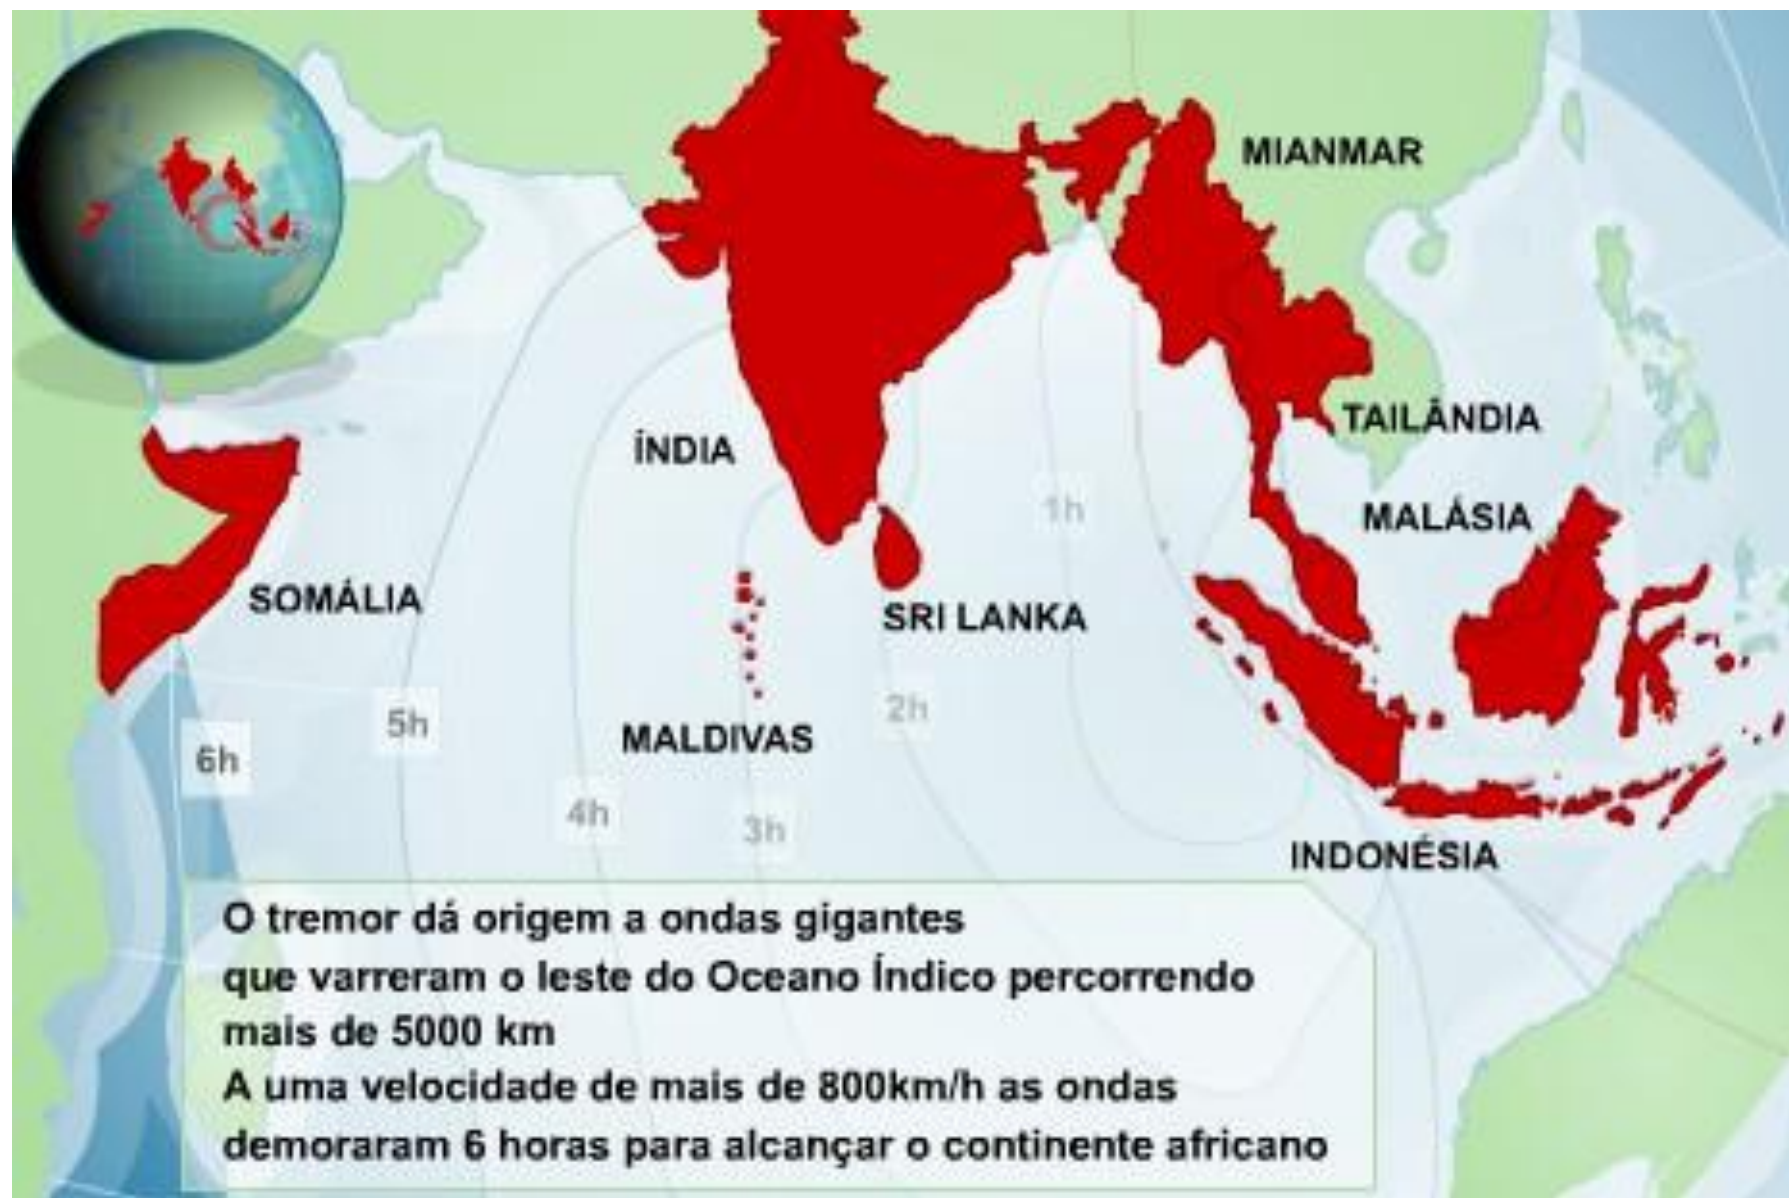 MIANMAR
TAILÂNDIA
ÍNDIA
1h
MALÁSIA
SOMÁLIA
SRI LANKA
2h
5h
MALDIVAS
6h
4h
3h
INDONÉSIA
O tremor dá origem a ondas gigantes
que varreram o leste do Oceano Índico percorrendo
mais de 5000 km
A uma velocidade de mais de 800km/h as ondas
demoraram 6 horas para alcançar o continente africano